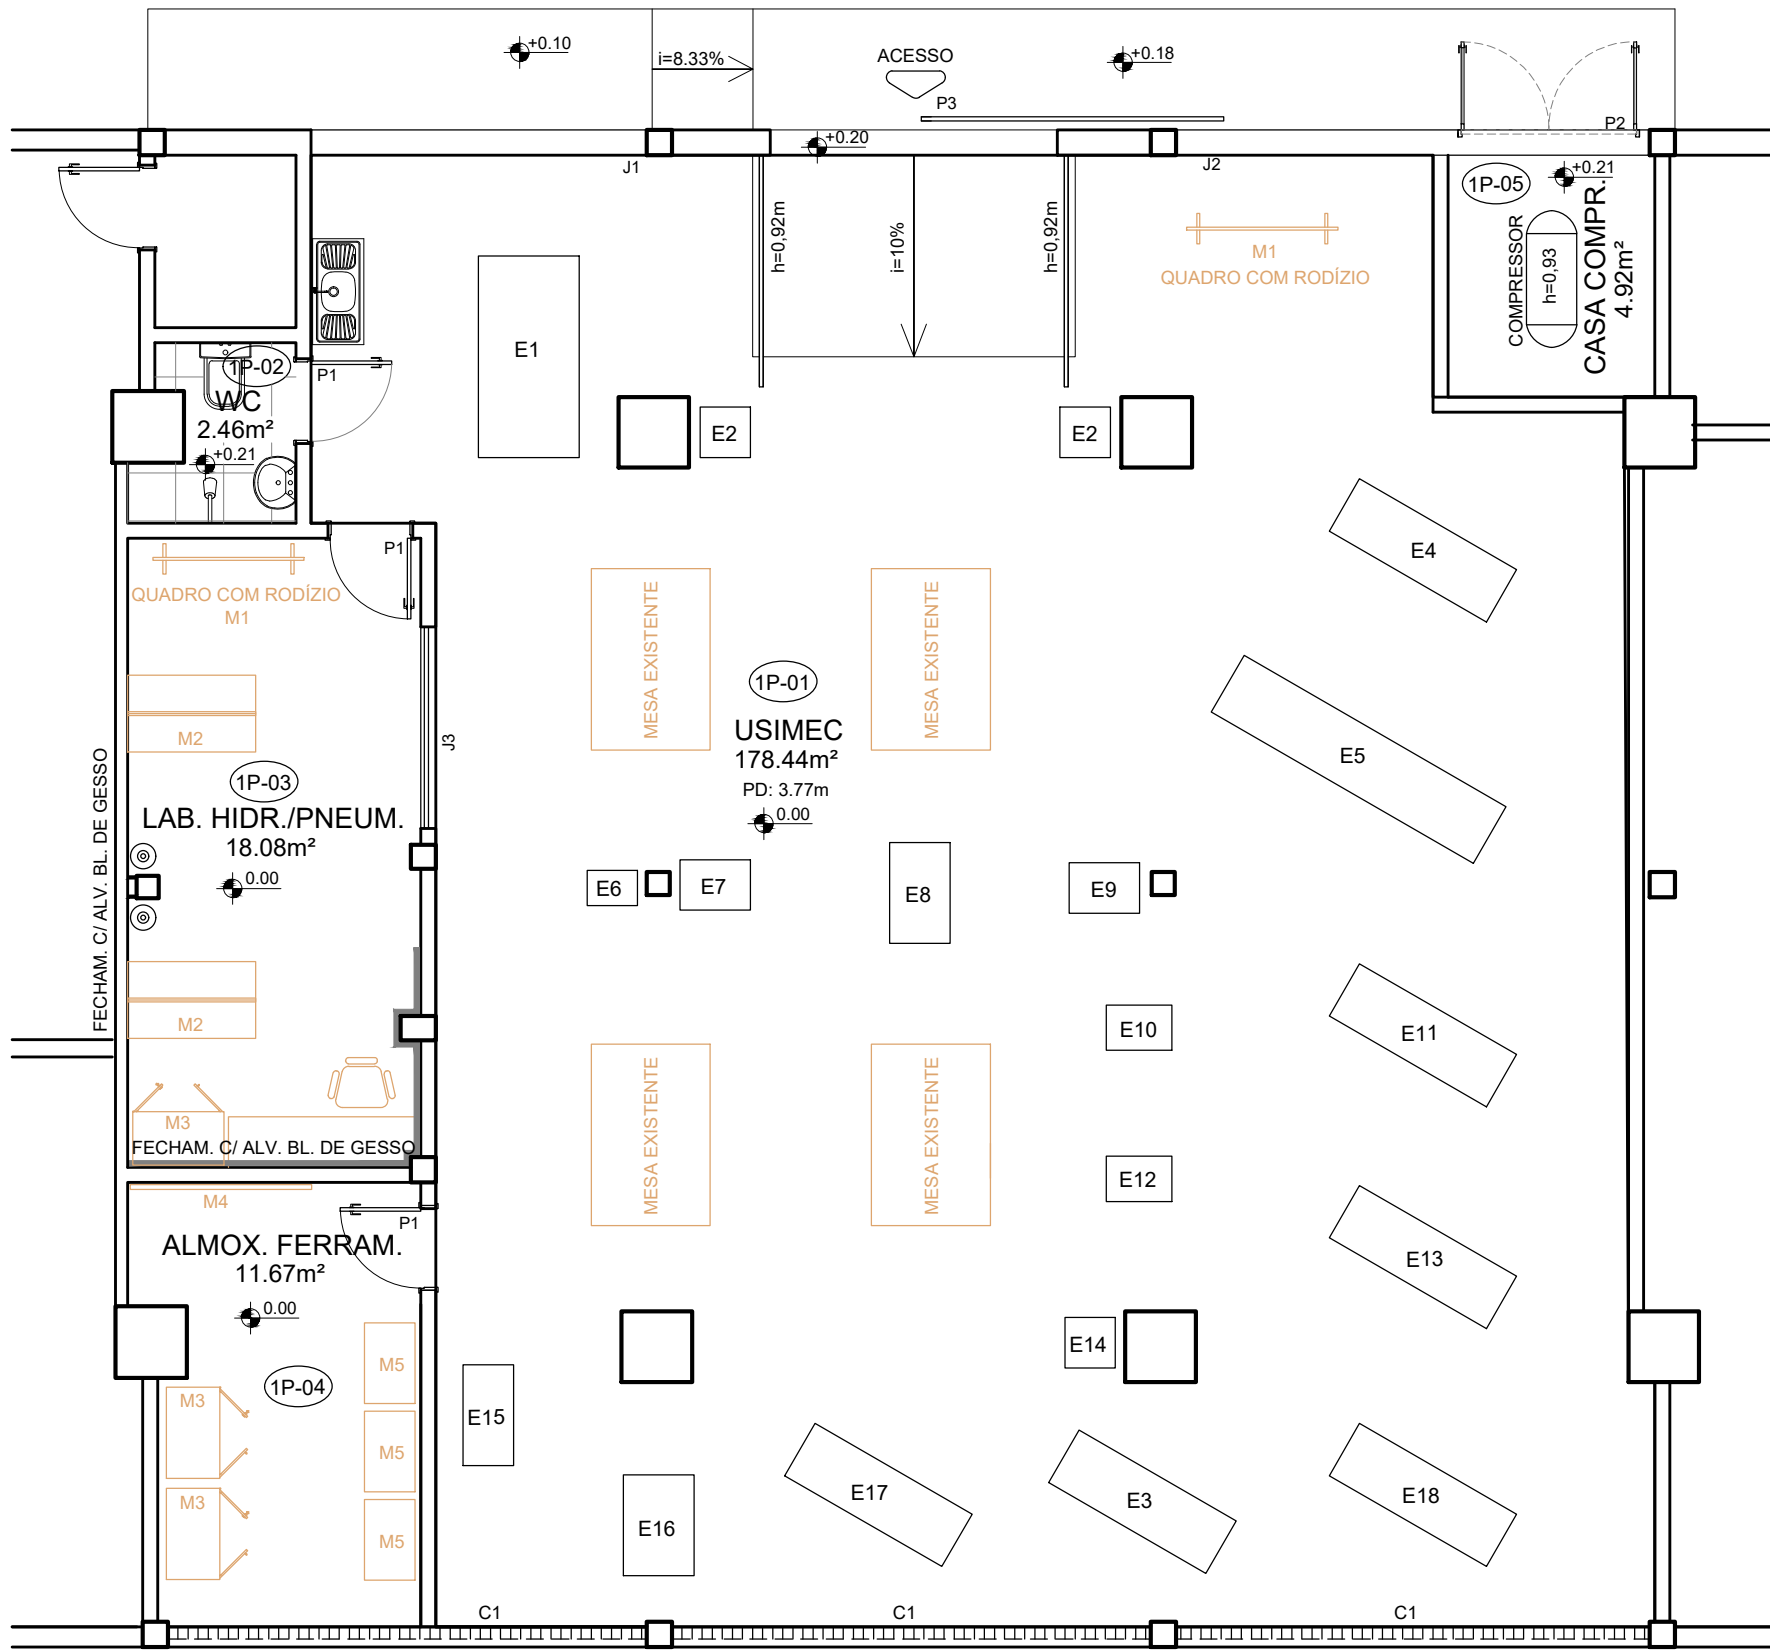 +0.10
i=8.33%
ACESSO
+0.18
P3
P2
+0.20
J1
J2
1P-05
+0.21
h=0,92m
i=10%
h=0,92m
M1
QUADRO COM RODÍZIO
COMPRESSOR
h=0,93
CASA COMPR.
4.92m²
E1
1P-02
P1
WC
2.46m²
+0.21
E2
E2
P1
E4
QUADRO COM RODÍZIO
M1
MESA EXISTENTE
MESA EXISTENTE
1P-01
USIMEC
178.44m²
PD: 3.77m
0.00
M2
J3
E5
1P-03
LAB. HIDR./PNEUM.
18.08m²
0.00
FECHAM. C/ ALV. BL. DE GESSO
E6
E7
E8
E9
M2
E10
E11
M3
FECHAM. C/ ALV. BL. DE GESSO
MESA EXISTENTE
MESA EXISTENTE
E12
M4
P1
ALMOX. FERRAM.
11.67m²
0.00
E13
E14
M5
1P-04
M3
M5
E15
M3
M5
E16
E17
E3
E18
C1
C1
C1